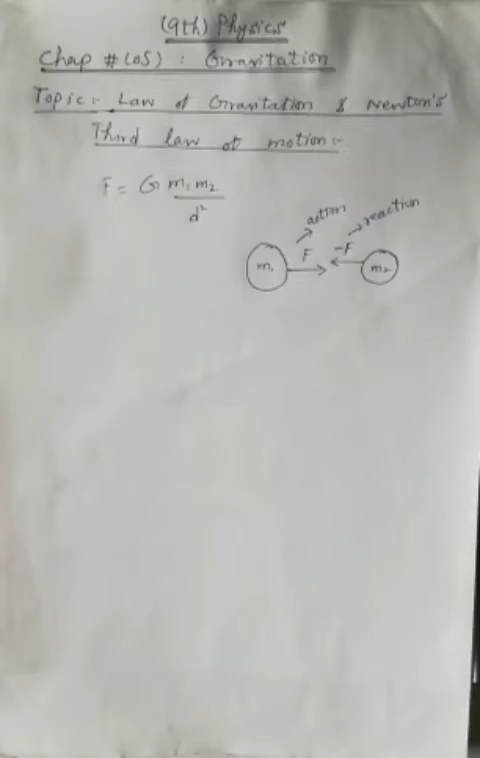 (9th) Physics
Chap # (05) : Gravitation
Topic:- Law of Gravitation & Newton's
Third law of motion:-
F = G m₁ m₂
d²
action
reaction
F
-F
m₁
m₂